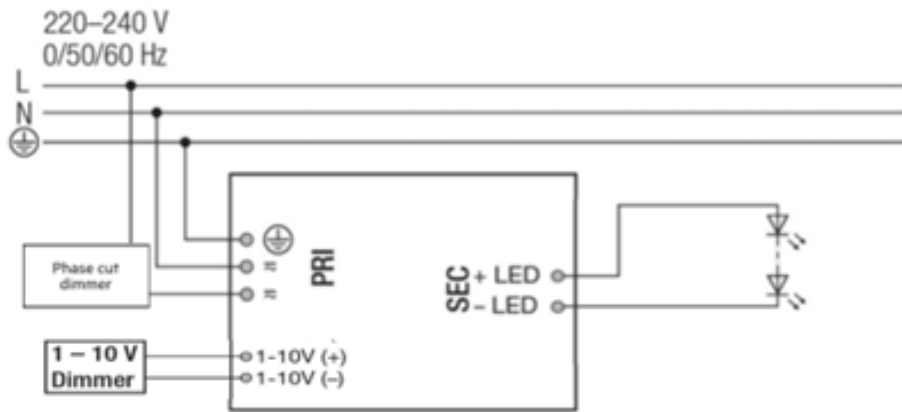 220–240 V
0/50/60 Hz
L
N
Phase cut
dimmer
PRI
SEC
+ LED
– LED
1 – 10 V
Dimmer
1-10V (+)
1-10V (–)